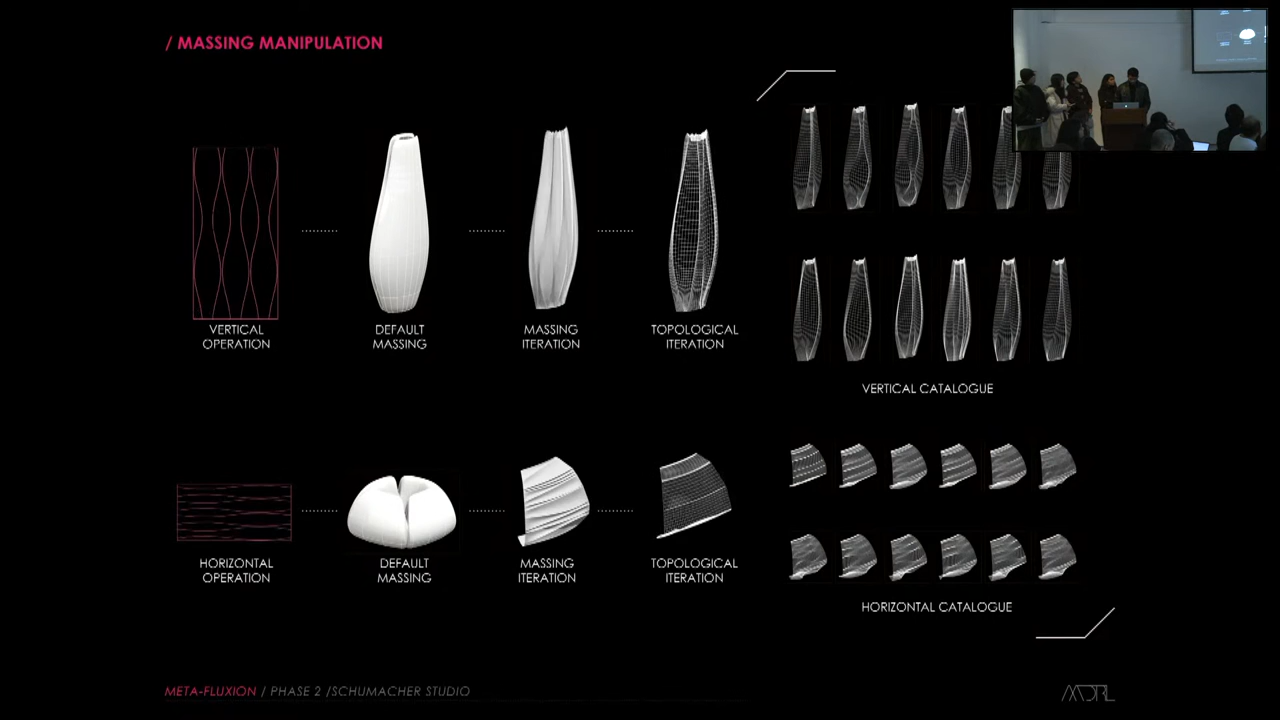 / MASSING MANIPULATION
VERTICAL
OPERATION
DEFAULT
MASSING
MASSING
ITERATION
TOPOLOGICAL
ITERATION
VERTICAL CATALOGUE
HORIZONTAL
OPERATION
DEFAULT
MASSING
MASSING
ITERATION
TOPOLOGICAL
ITERATION
HORIZONTAL CATALOGUE
META-FLUXION / PHASE 2 /SCHUMACHER STUDIO